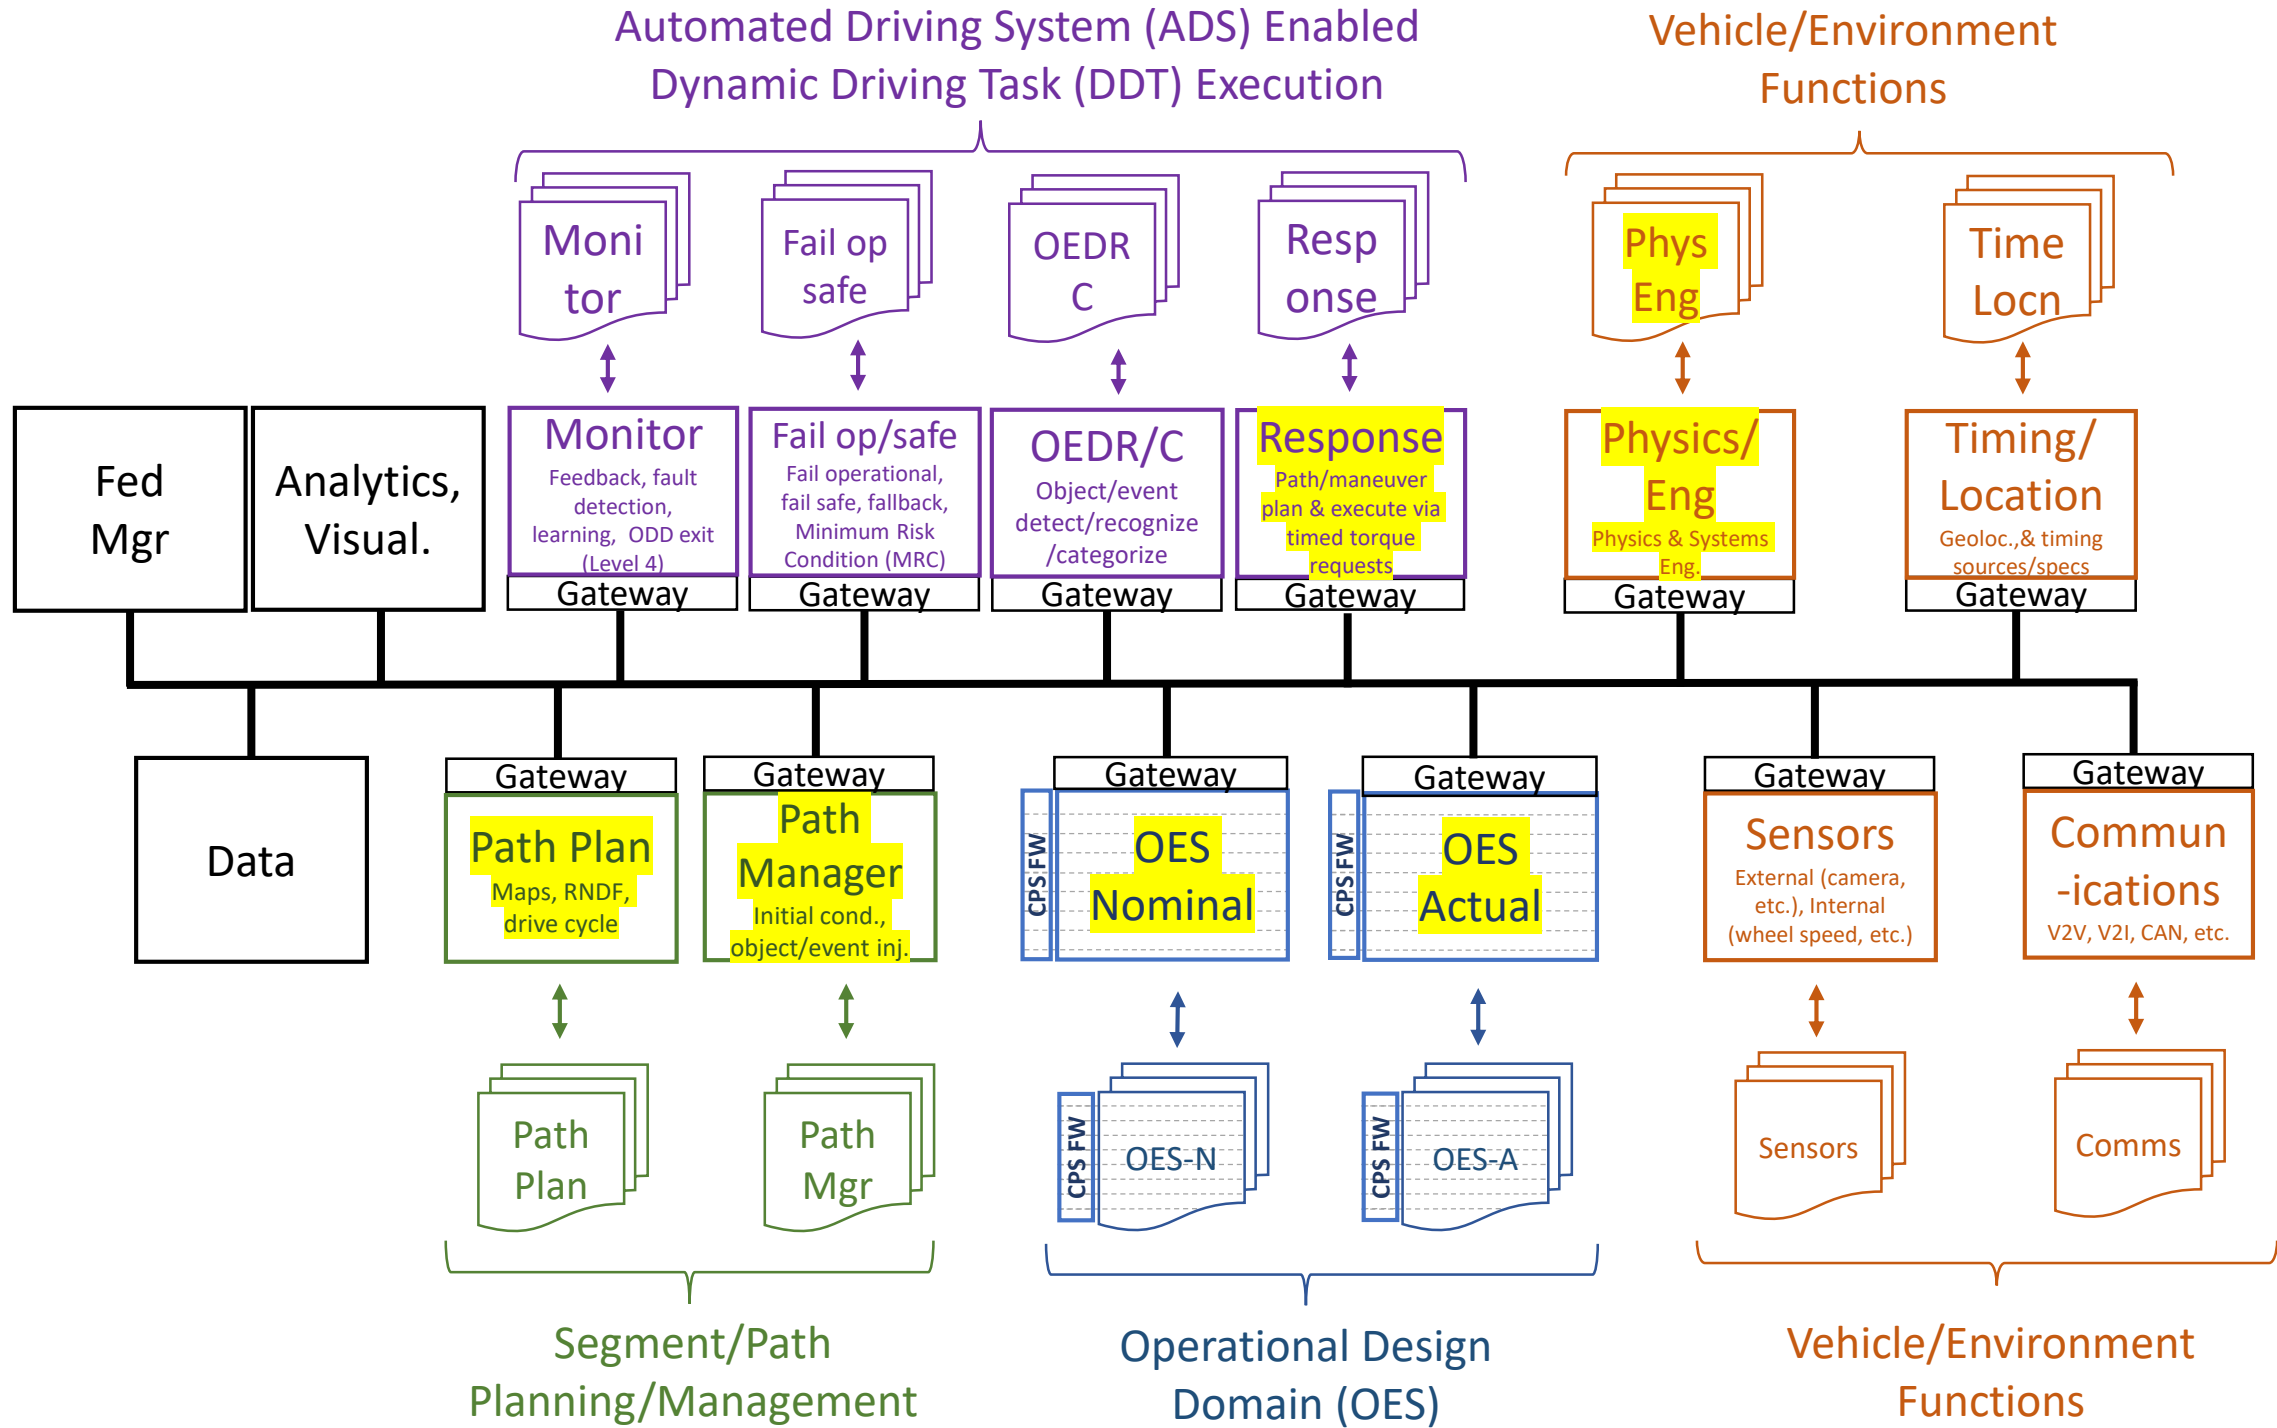 Automated Driving System (ADS) Enabled
Dynamic Driving Task (DDT) Execution
Vehicle/Environment
Functions
Moni
tor
Fail op
safe
OEDR
C
Resp
onse
Phys
Eng
Time
Locn
Fed
Mgr
Analytics,
Visual.
Monitor
Feedback, fault
detection,
learning, ODD exit
(Level 4)
Gateway
Fail op/safe
Fail operational,
fail safe, fallback,
Minimum Risk
Condition (MRC)
Gateway
OEDR/C
Object/event
detect/recognize
/categorize
Gateway
Response
Path/maneuver
plan & execute via
timed torque
requests
Gateway
Physics/
Eng
Physics & Systems
Eng.
Gateway
Timing/
Location
Geoloc.,& timing
sources/specs
Gateway
Data
Gateway
Path Plan
Maps, RNDF,
drive cycle
Gateway
Path
Manager
Initial cond.,
object/event inj.
Gateway
CPS FW
OES
Nominal
Gateway
CPS FW
OES
Actual
Gateway
Sensors
External (camera,
etc.), Internal
(wheel speed, etc.)
Gateway
Commun
-ications
V2V, V2I, CAN, etc.
Path
Plan
Path
Mgr
CPS FW
OES-N
CPS FW
OES-A
Sensors
Comms
Segment/Path
Planning/Management
Operational Design
Domain (OES)
Vehicle/Environment
Functions